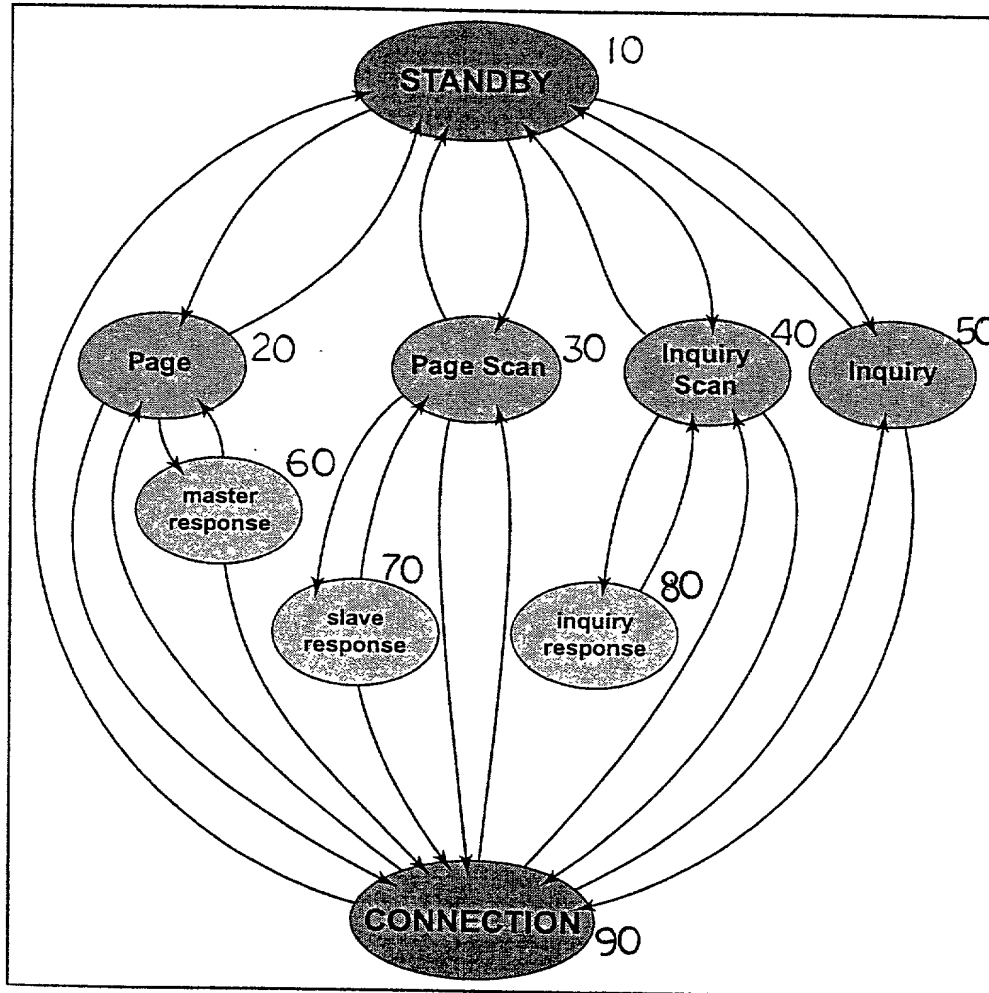 STANDBY
10
Page
20
Page Scan
30
Inquiry
Scan
40
Inquiry
50
master
response
60
slave
response
70
inquiry
response
80
CONNECTION
90